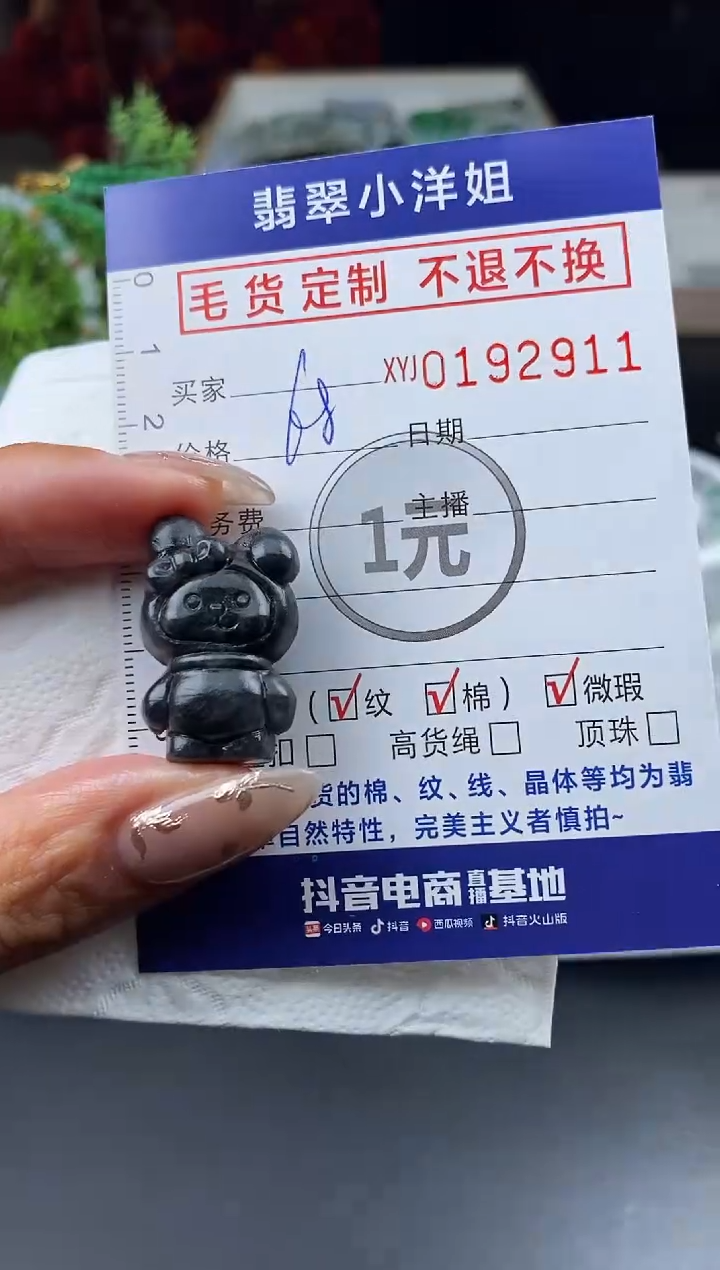 翡翠小洋姐
毛货定制 不退不换
0
1
2
买家 XYJ0192911
价格 68 日期
务费 主播
1元
(☑纹 ☑棉) ☑微瑕
扣□ 高货绳□ 顶珠□
货的棉、纹、线、晶体等均为翡
自然特性，完美主义者慎拍~
抖音电商直播基地
头条 今日头条 抖音 西瓜视频 抖音火山版